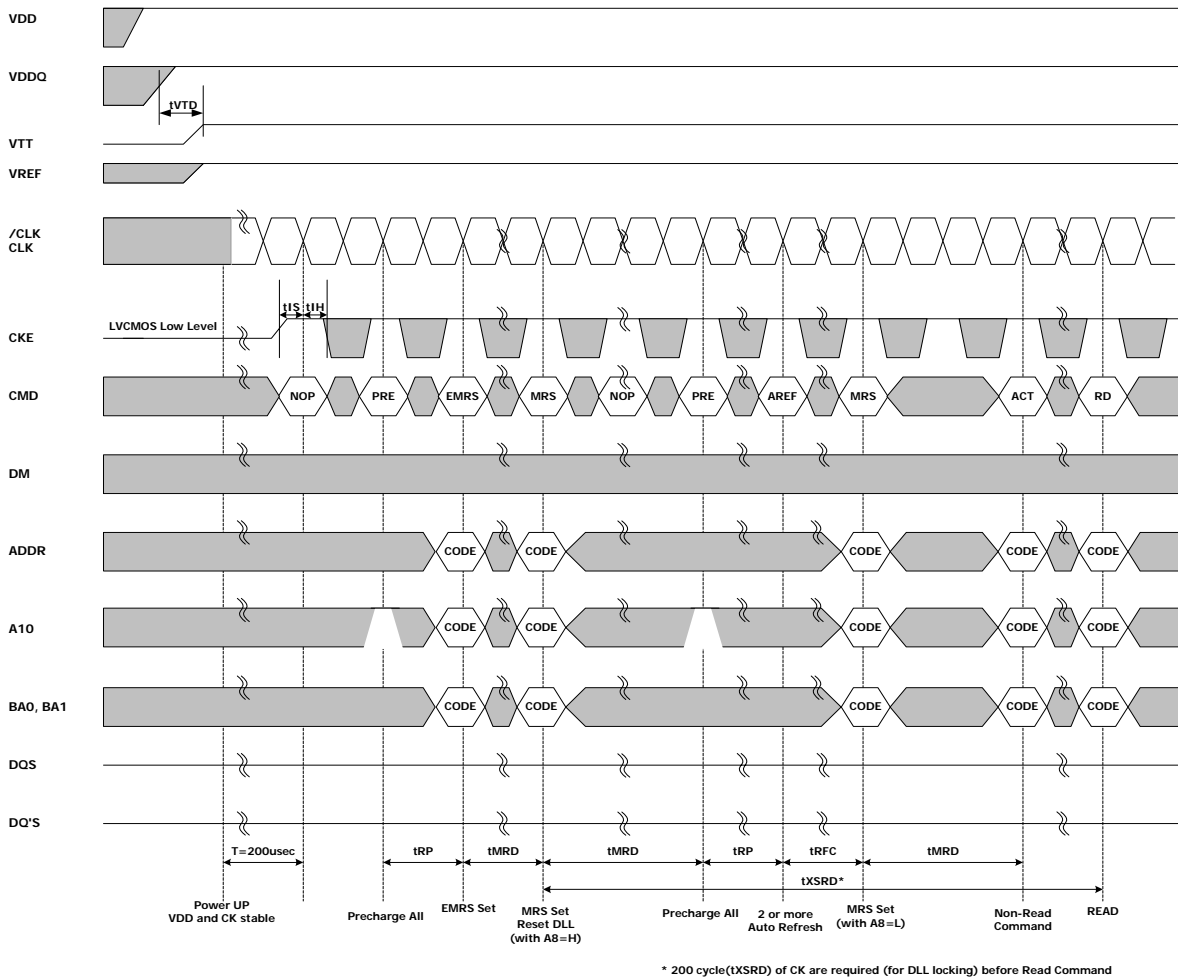 VDD
VDDQ
tVTD
VTT
VREF
/CLK
CLK
tIS tIH
LVCMOS Low Level
CKE
CMD NOP PRE EMRS MRS NOP PRE AREF MRS ACT RD
DM
ADDR CODE CODE CODE CODE CODE
A10 CODE CODE CODE CODE CODE
BA0, BA1 CODE CODE CODE CODE CODE
DQS
DQ'S
T=200usec tRP tMRD tMRD tRP tRFC tMRD
tXSRD*
Power UP
VDD and CK stable
Precharge All
EMRS Set
MRS Set
Reset DLL
(with A8=H)
Precharge All
2 or more
Auto Refresh
MRS Set
(with A8=L)
Non-Read
Command
READ
* 200 cycle(tXSRD) of CK are required (for DLL locking) before Read Command